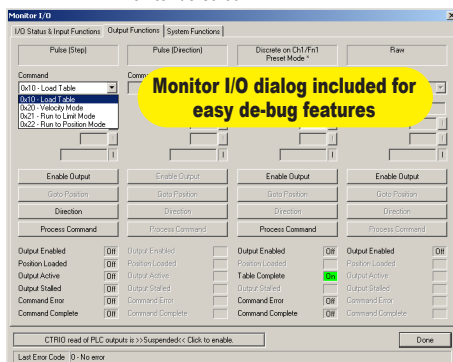 Monitor I/O
I/O Status & Input Functions Output Functions System Functions
Pulse (Step) Pulse (Direction) Discrete on Ch1/Fn1 Preset Mode * Raw
Command
0x10 - Load Table
0x10 - Load Table
0x20 - Velocity Mode
0x21 - Run to Limit Mode
0x22 - Run to Position Mode
Monitor I/O dialog included for
easy de-bug features
Enable Output Enable Output Enable Output Enable Output
Goto Position Goto Position Goto Position Goto Position
Direction Direction Direction Direction
Process Command Process Command Process Command Process Command
Output Enabled Off Output Enabled Output Enabled Off Output Enabled Off
Position Loaded Off Position Loaded Position Loaded Position Loaded
Output Active Off Output Active Table Complete On Output Active
Output Stalled Off Output Stalled Output Stalled Output Stalled
Command Error Off Command Error Command Error Off Command Error
Command Complete Off Command Complete Command Complete Off Command Complete
CTRIO read of PLC outputs is >>Suspended<< Click to enable. Done
Last Error Code 0 - No error